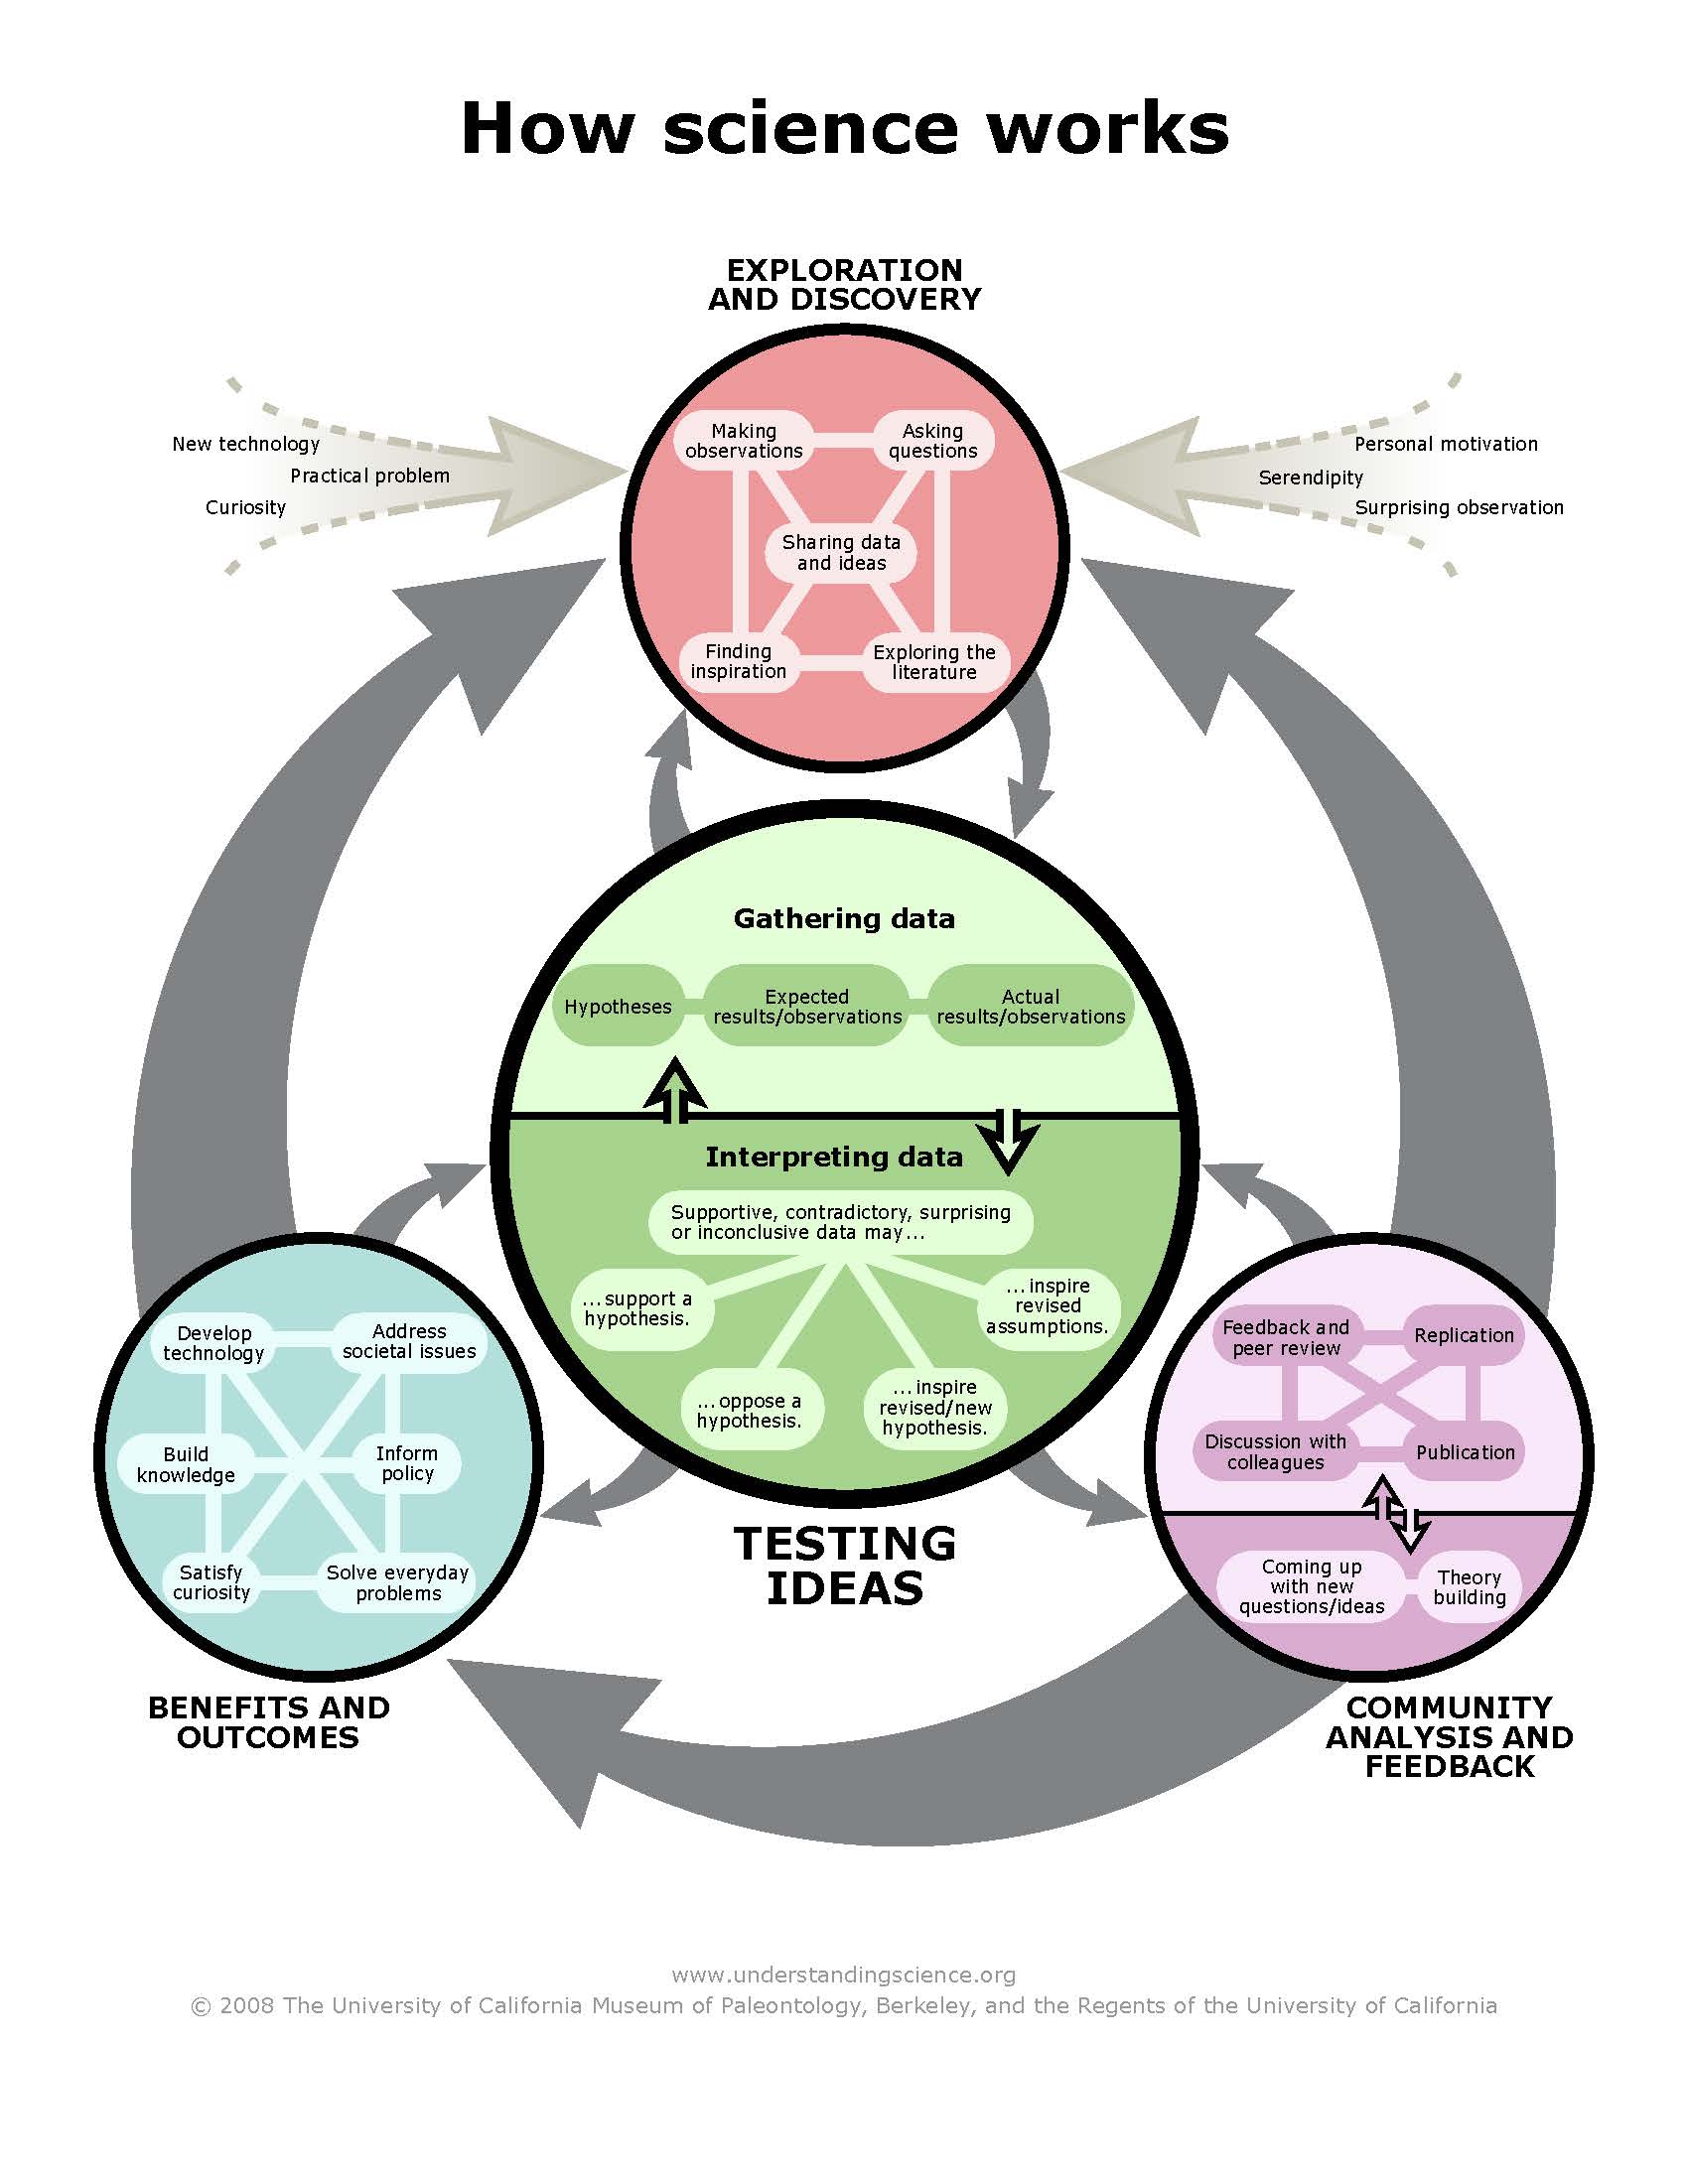 How science works
EXPLORATION
AND DISCOVERY
New technology
Practical problem
Curiosity
Personal motivation
Serendipity
Surprising observation
Making
observations
Asking
questions
Sharing data
and ideas
Finding
inspiration
Exploring the
literature
Gathering data
Hypotheses
Expected
results/observations
Actual
results/observations
Interpreting data
Supportive, contradictory, surprising
or inconclusive data may...
...support a
hypothesis.
...oppose a
hypothesis.
...inspire
revised/new
hypothesis.
...inspire
revised
assumptions.
TESTING
IDEAS
Develop
technology
Address
societal issues
Build
knowledge
Inform
policy
Satisfy
curiosity
Solve everyday
problems
BENEFITS AND
OUTCOMES
Feedback and
peer review
Replication
Discussion with
colleagues
Publication
Coming up
with new
questions/ideas
Theory
building
COMMUNITY
ANALYSIS AND
FEEDBACK
www.understandingscience.org
© 2008 The University of California Museum of Paleontology, Berkeley, and the Regents of the University of California